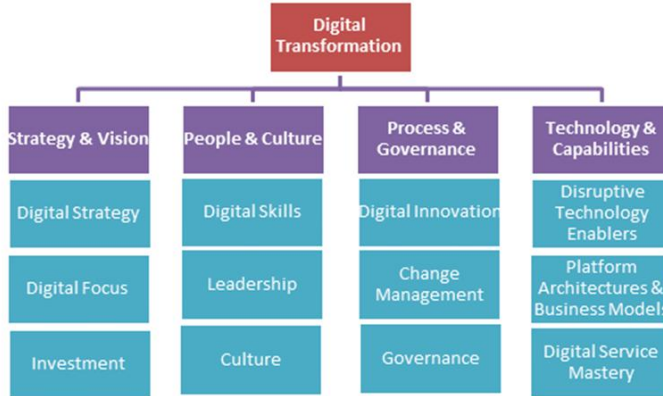 Digital
Transformation
Strategy & Vision
People & Culture
Process &
Governance
Technology &
Capabilities
Digital Strategy
Digital Skills
Digital Innovation
Disruptive
Technology
Enablers
Digital Focus
Leadership
Change
Management
Platform
Architectures &
Business Models
Investment
Culture
Governance
Digital Service
Mastery